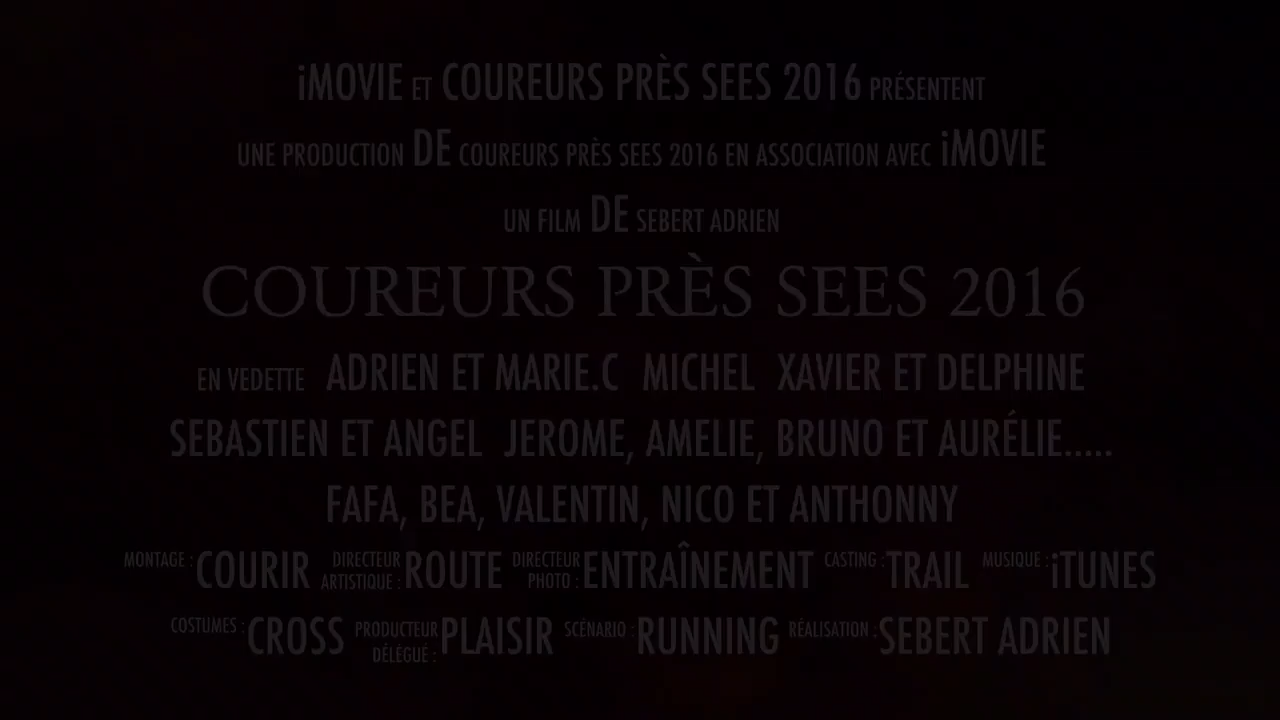 iMOVIE ET COUREURS PRÈS SEES 2016 PRÉSENTENT
UNE PRODUCTION DE COUREURS PRÈS SEES 2016 EN ASSOCIATION AVEC iMOVIE
UN FILM DE SEBERT ADRIEN
COUREURS PRÈS SEES 2016
EN VEDETTE ADRIEN ET MARIE.C MICHEL XAVIER ET DELPHINE
SEBASTIEN ET ANGEL JEROME, AMELIE, BRUNO ET AURÉLIE.....
FAFA, BEA, VALENTIN, NICO ET ANTHONNY
MONTAGE : COURIR DIRECTEUR ARTISTIQUE : ROUTE DIRECTEUR PHOTO : ENTRAÎNEMENT CASTING : TRAIL MUSIQUE : iTUNES
COSTUMES : CROSS PRODUCTEUR DÉLÉGUÉ : PLAISIR SCÉNARIO : RUNNING RÉALISATION : SEBERT ADRIEN